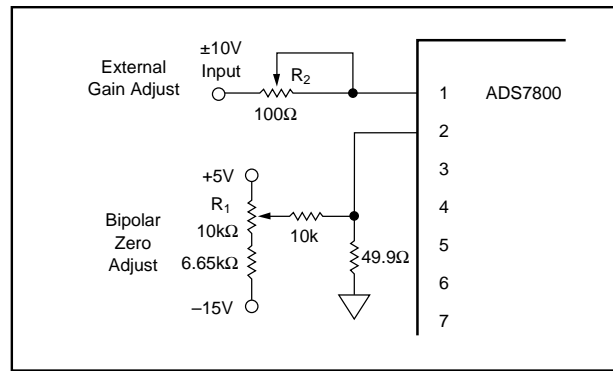 External
Gain Adjust
±10V
Input
R2
100Ω
1
ADS7800
2
3
4
5
6
7
+5V
R1
10kΩ
10k
Bipolar
Zero
Adjust
6.65kΩ
49.9Ω
–15V